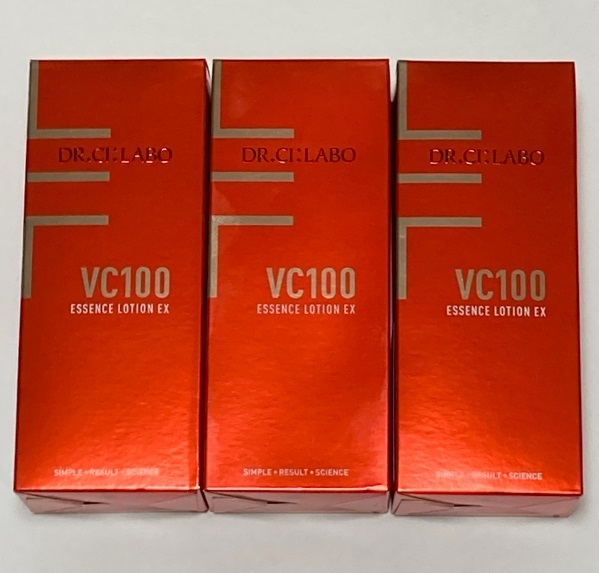 DR.CI:LABO
VC100
ESSENCE LOTION EX
SIMPLE + RESULT + SCIENCE
DR.CI:LABO
VC100
ESSENCE LOTION EX
SIMPLE + RESULT + SCIENCE
DR.CI:LABO
VC100
ESSENCE LOTION EX
SIMPLE + RESULT + SCIENCE